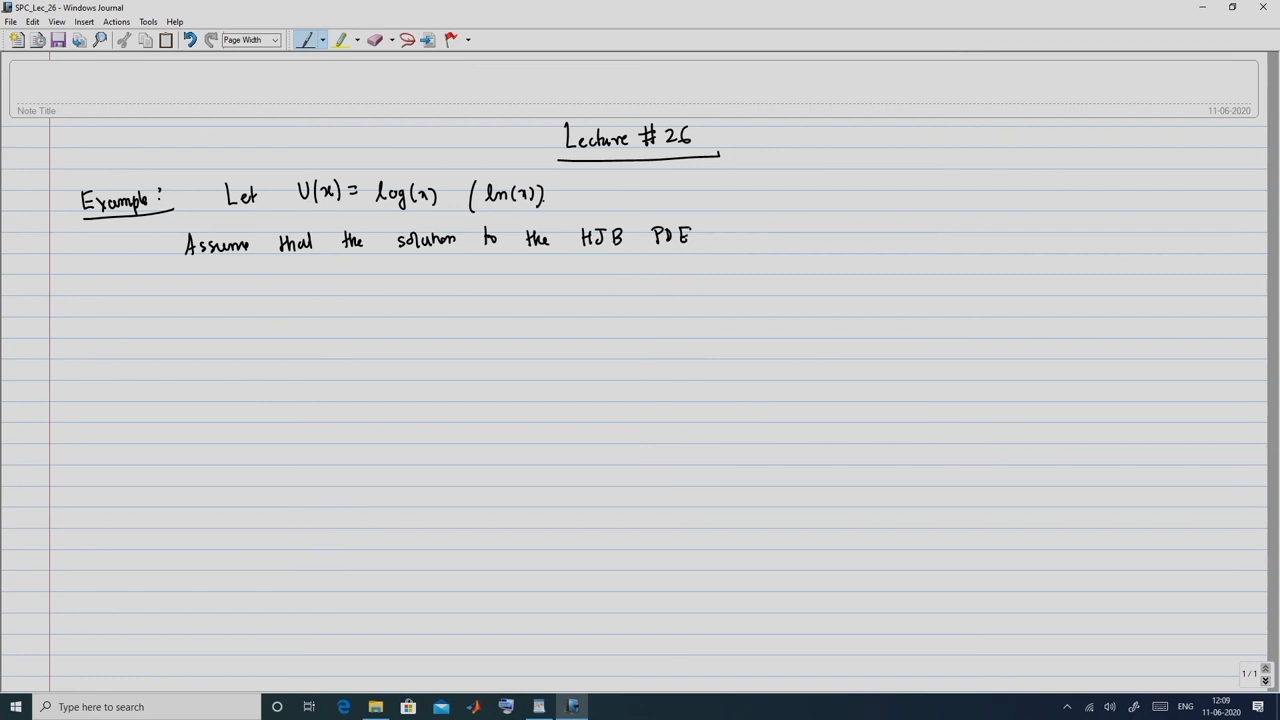 SPC_Lec_26 - Windows Journal
File Edit View Insert Actions Tools Help
Page Width
Note Title
11-06-2020
Lecture # 26
Example: Let U(x) = log(x) (ln(x)).
Assume that the solution to the HJB PDE
1/1
Type here to search
ENG
12:09
11-06-2020